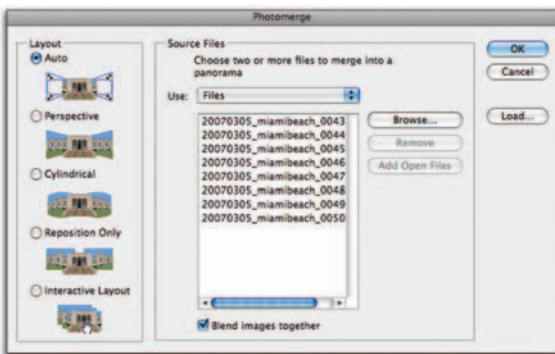 Photomerge
Layout
Auto
Perspective
Cylindrical
Reposition Only
Interactive Layout
Source Files
Choose two or more files to merge into a
panorama
Use: Files
20070305_miamibeach_0043
20070305_miamibeach_0044
20070305_miamibeach_0045
20070305_miamibeach_0046
20070305_miamibeach_0047
20070305_miamibeach_0048
20070305_miamibeach_0049
20070305_miamibeach_0050
Blend images together
Browse...
Remove
Add Open Files
OK
Cancel
Load...